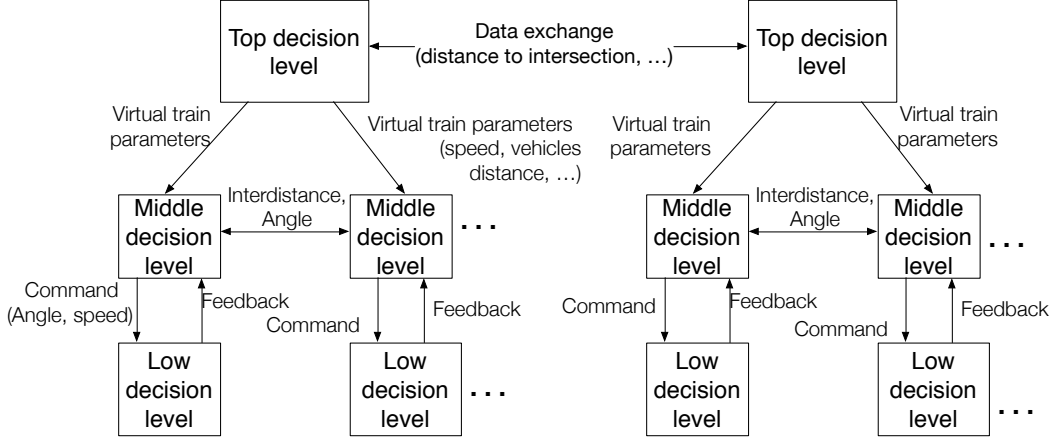 Top decision
level
Data exchange
(distance to intersection, ...)
Top decision
level
Virtual train
parameters
Virtual train parameters
(speed, vehicles
distance, ...)
Virtual train
parameters
Virtual train
parameters
Middle
decision
level
Interdistance,
Angle
Middle
decision
level
...
Middle
decision
level
Interdistance,
Angle
Middle
decision
level
...
Command
(Angle, speed)
Feedback
Command
Feedback
Command
Feedback
Command
Feedback
Low
decision
level
Low
decision
level
...
Low
decision
level
Low
decision
level
...